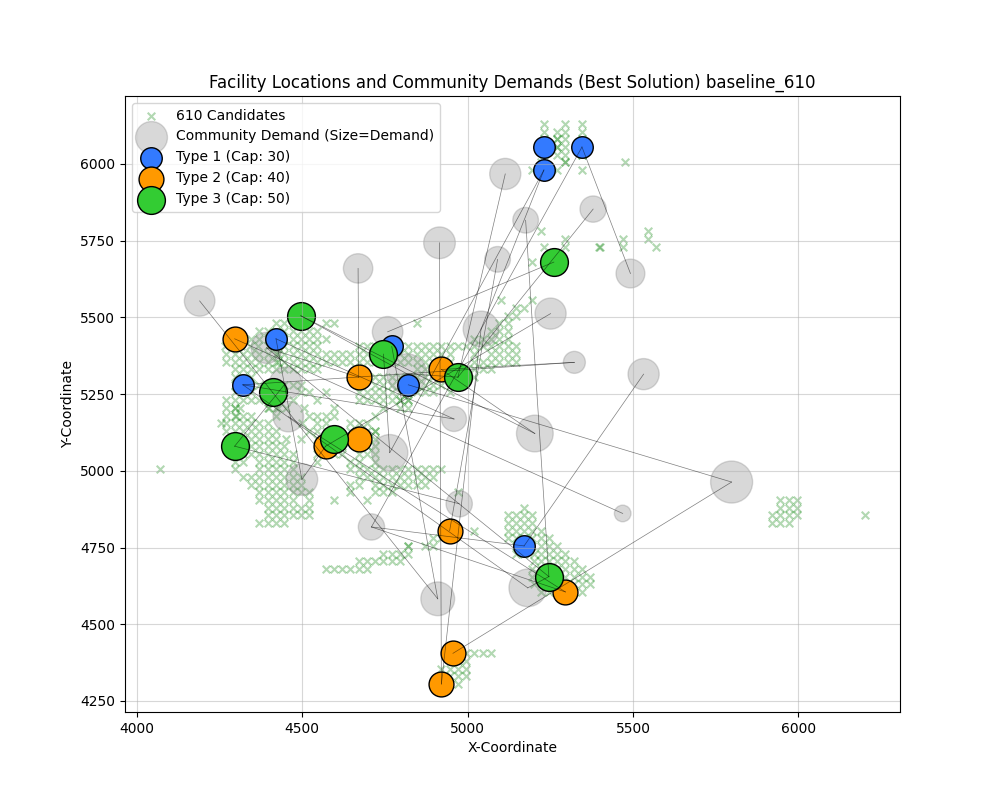 Facility Locations and Community Demands (Best Solution) baseline_610
610 Candidates
Community Demand (Size=Demand)
Type 1 (Cap: 30)
Type 2 (Cap: 40)
Type 3 (Cap: 50)
6000
5750
5500
5250
5000
4750
4500
4250
Y-Coordinate
4000 4500 5000 5500 6000
X-Coordinate